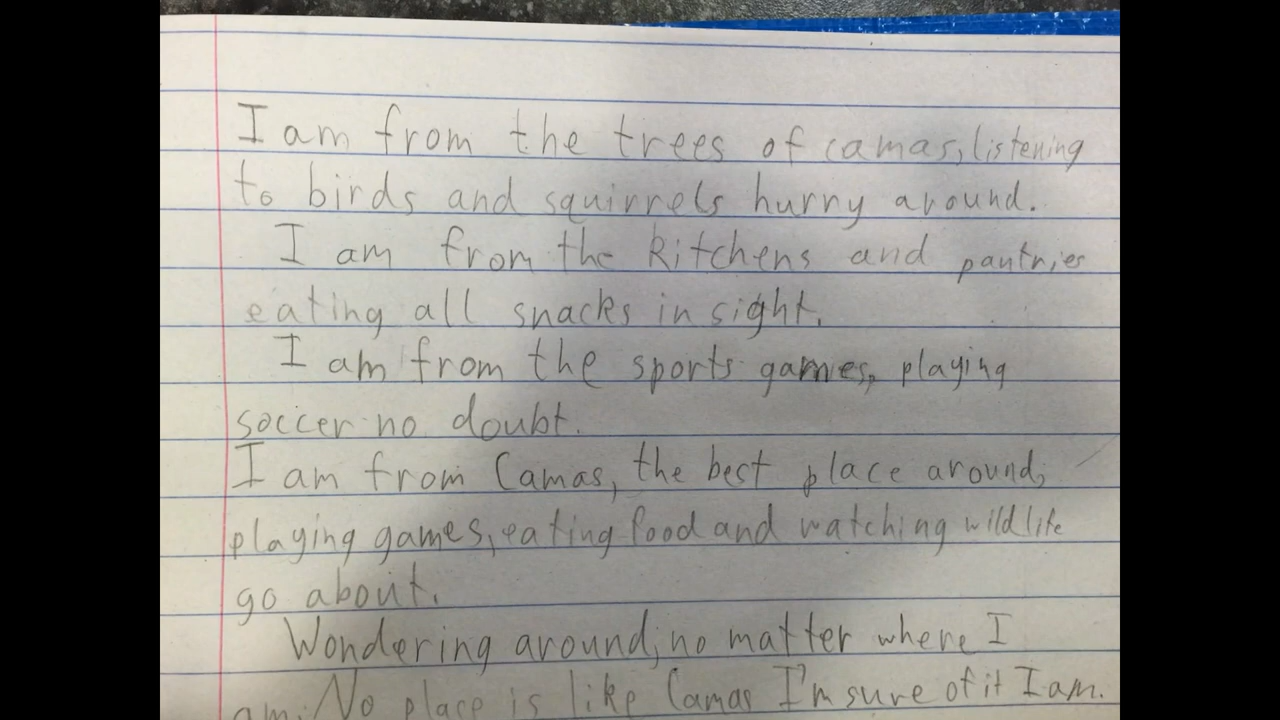 I am from the trees of camas, listening
to birds and squirrels hurry around.
I am from the kitchens and pantries
eating all snacks in sight.
I am from the sports games, playing
soccer no doubt.
I am from Camas, the best place around,
playing games, eating food and watching wildlife
go about.
Wondering around, no matter where I
am. No place is like Camas I'm sure of it I am.